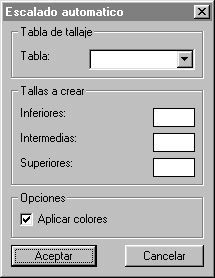 Escalado automatico
Tabla de tallaje
Tabla:
Tallas a crear
Inferiores:
Intermedias:
Superiores:
Opciones
Aplicar colores
Aceptar Cancelar